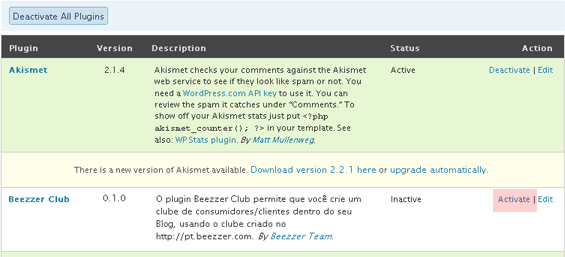 Deactivate All Plugins
Plugin Version Description Status Action
Akismet 2.1.4 Akismet checks your comments against the Akismet Active Deactivate | Edit
web service to see if they look like spam or not. You
need a WordPress.com API key to use it. You can
review the spam it catches under "Comments." To
show off your Akismet stats just put <?php
akismet_counter(); ?> in your template. See
also: WP Stats plugin. By Matt Mullenweg.
There is a new version of Akismet available. Download version 2.2.1 here or upgrade automatically.
Beezzer Club 0.1.0 O plugin Beezzer Club permite que você crie um Inactive Activate | Edit
clube de consumidores/clientes dentro do seu
Blog, usando o clube criado no
http://pt.beezzer.com. By Beezzer Team.